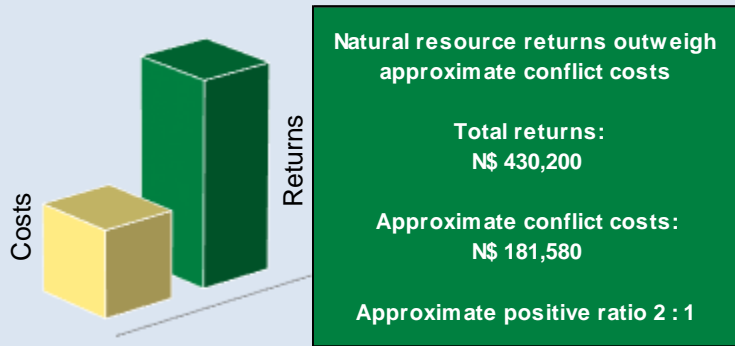 Costs
Returns
Natural resource returns outweigh
approximate conflict costs
Total returns:
N$ 430,200
Approximate conflict costs:
N$ 181,580
Approximate positive ratio 2 : 1